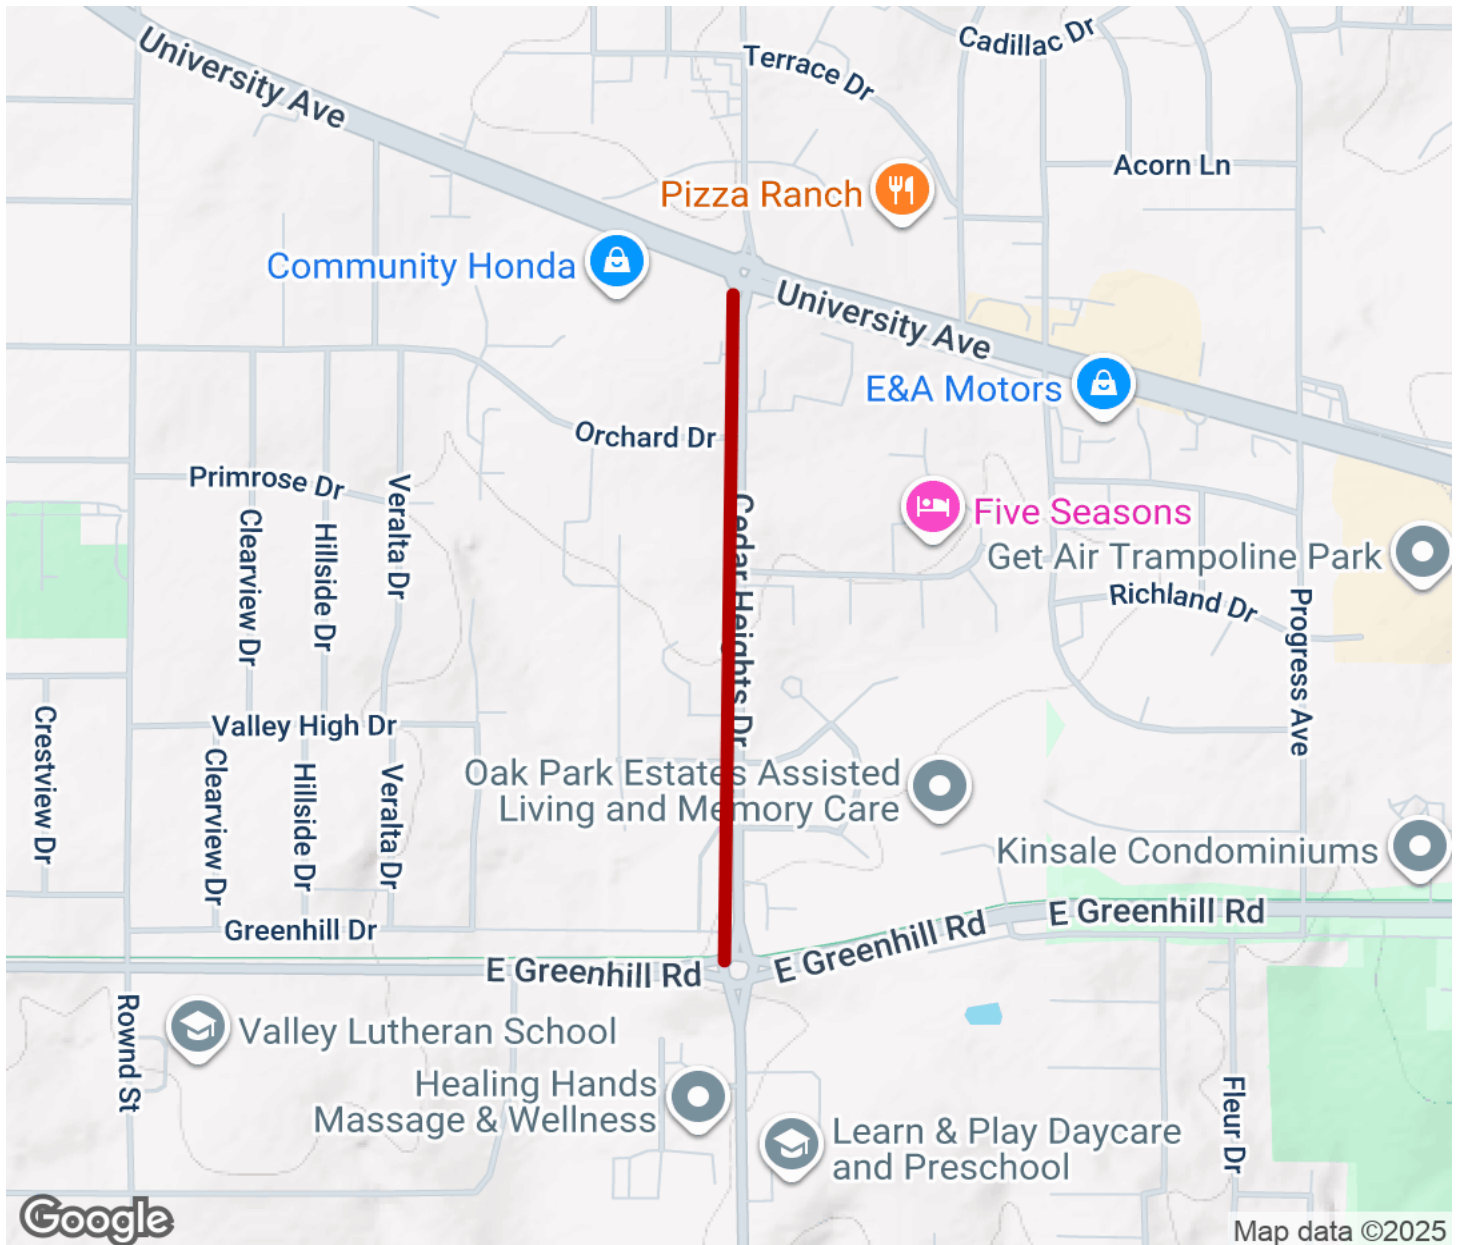 Cadillac Dr
University Ave
Terrace Dr
Acorn Ln
Pizza Ranch
Community Honda
University Ave
E&A Motors
Orchard Dr
Primrose Dr
Veralta Dr
Clearview Dr
Hillside Dr
Cedar Heights Dr
Five Seasons
Get Air Trampoline Park
Richland Dr
Progress Ave
Crestview Dr
Valley High Dr
Clearview Dr
Hillside Dr
Veralta Dr
Oak Park Estates Assisted
Living and Memory Care
Kinsale Condominiums
Greenhill Dr
E Greenhill Rd
E Greenhill Rd
E Greenhill Rd
Rownd St
Valley Lutheran School
Healing Hands
Massage & Wellness
Learn & Play Daycare
and Preschool
Fleur Dr
Google
Map data ©2025